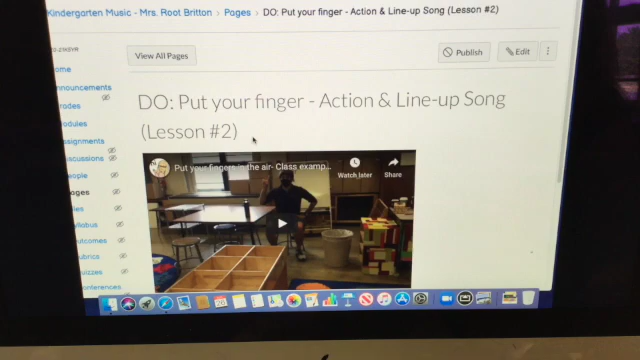 Kindergarten Music - Mrs. Root Britton > Pages > DO: Put your finger - Action & Line-up Song (Lesson #2)
View All Pages
Publish
Edit
ome
nnouncements
rades
odules
ssignments
iscussions
eople
ages
iles
yllabus
utcomes
ubrics
uizzes
onferences
DO: Put your finger - Action & Line-up Song
(Lesson #2)
Put your fingers in the air- Class examp...
Watch later
Share